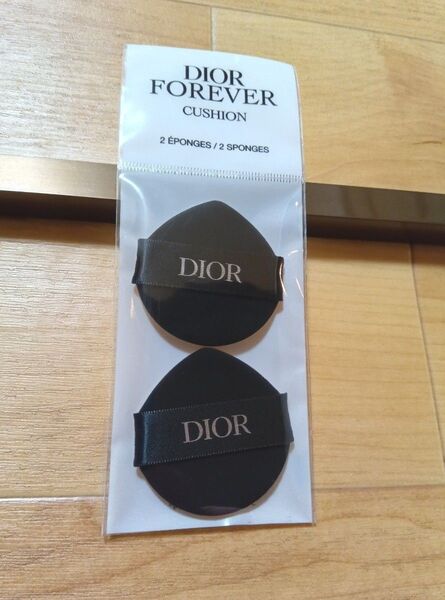 DIOR
FOREVER
CUSHION
2 ÉPONGES / 2 SPONGES
DIOR
DIOR